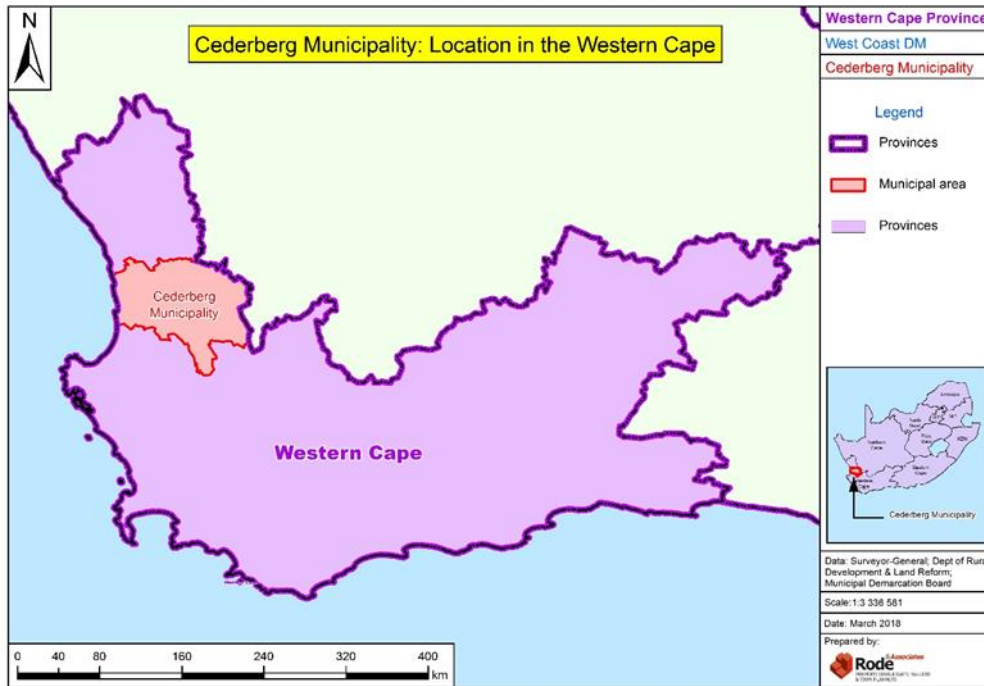 N
Cederberg Municipality: Location in the Western Cape
Cederberg
Municipality
Western Cape
0 40 80 160 240 320 400
km
Western Cape Province
West Coast DM
Cederberg Municipality
Legend
Provinces
Municipal area
Provinces
Cederberg Municipality
Data: Surveyor-General; Dept of Rura
Development & Land Reform;
Municipal Demarcation Board
Scale:1:3 336 581
Date: March 2018
Prepared by:
Rode
&Associates